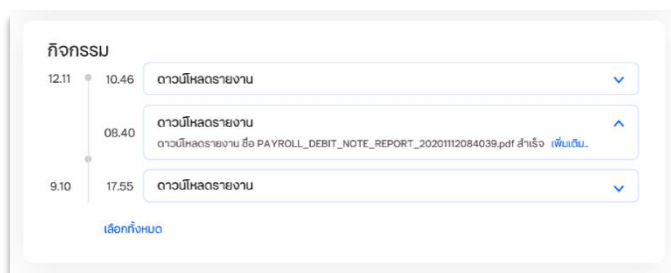 กิจกรรม
12.11 10.46 ดาวน์โหลดรายงาน
08.40 ดาวน์โหลดรายงาน
ดาวน์โหลดรายงาน ชื่อ PAYROLL_DEBIT_NOTE_REPORT_20201112084039.pdf สำเร็จ เพิ่มเติม..
9.10 17.55 ดาวน์โหลดรายงาน
เลือกทั้งหมด